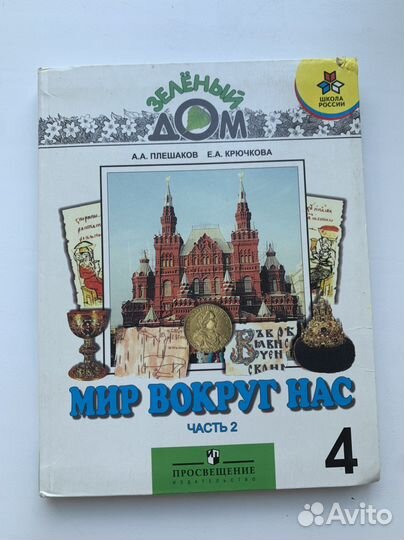 ЗЕЛЁНЫЙ
ДОМ
ШКОЛА
РОССИИ
А.А. ПЛЕШАКОВ Е.А. КРЮЧКОВА
МИР ВОКРУГ НАС
ЧАСТЬ 2
4
ПРОСВЕЩЕНИЕ
ИЗДАТЕЛЬСТВО
Avito